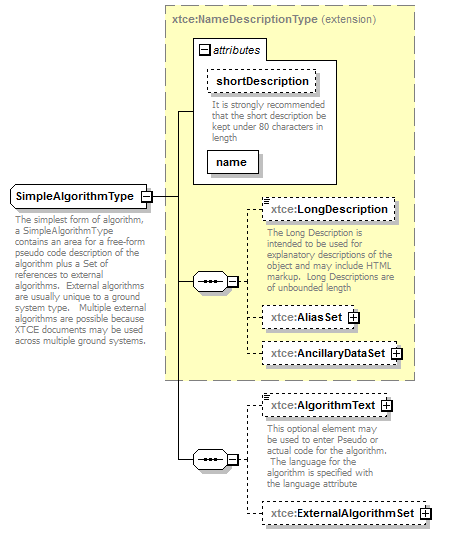 xtce:NameDescriptionType (extension)
attributes
shortDescription
It is strongly recommended
that the short description be
kept under 80 characters in
length
name
SimpleAlgorithmType
The simplest form of algorithm,
a SimpleAlgorithmType
contains an area for a free-form
pseudo code description of the
algorithm plus a Set of
references to external
algorithms.  External algorithms
are usually unique to a ground
system type.   Multiple external
algorithms are possible because
XTCE documents may be used
across multiple ground systems.
xtce:LongDescription
The Long Description is
intended to be used for
explanatory descriptions of the
object and may include HTML
markup.  Long Descriptions are
of unbounded length
xtce:AliasSet
xtce:AncillaryDataSet
xtce:AlgorithmText
This optional element may
be used to enter Pseudo or
actual code for the algorithm.
The language for the
algorithm is specified with
the language attribute
xtce:ExternalAlgorithmSet